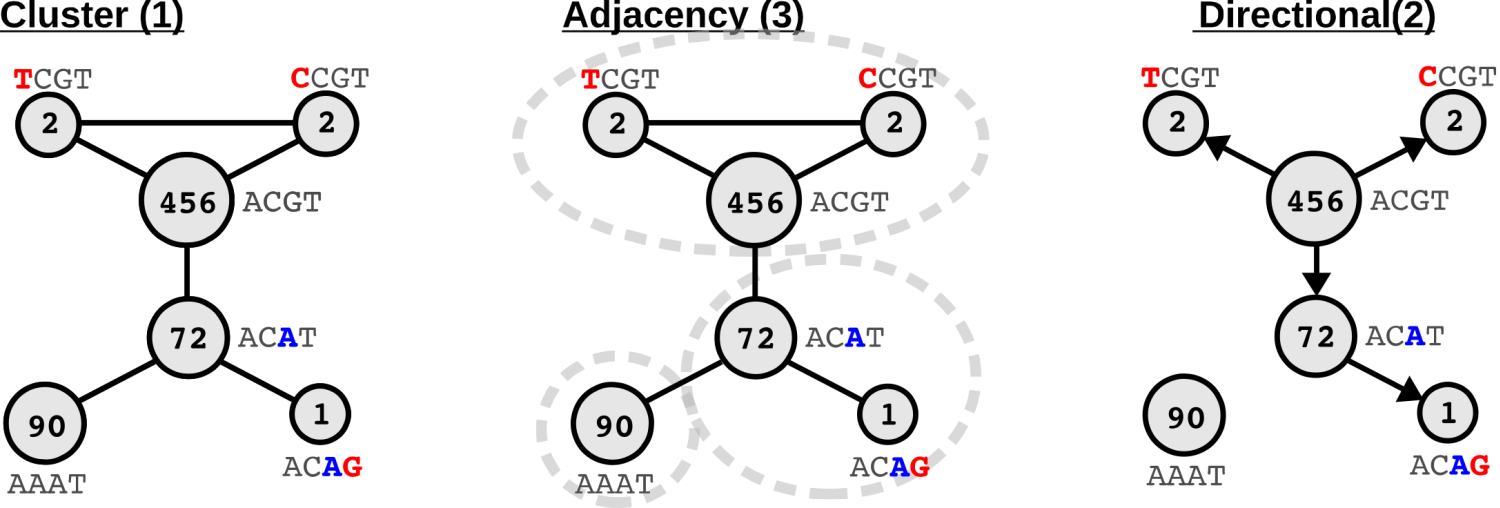 Cluster (1)
TCGT
CCGT
2
2
456
ACGT
72
ACAT
90
1
AAAT
ACAG
Adjacency (3)
TCGT
CCGT
2
2
456
ACGT
72
ACAT
90
1
AAAT
ACAG
Directional(2)
TCGT
CCGT
2
2
456
ACGT
72
ACAT
90
1
AAAT
ACAG